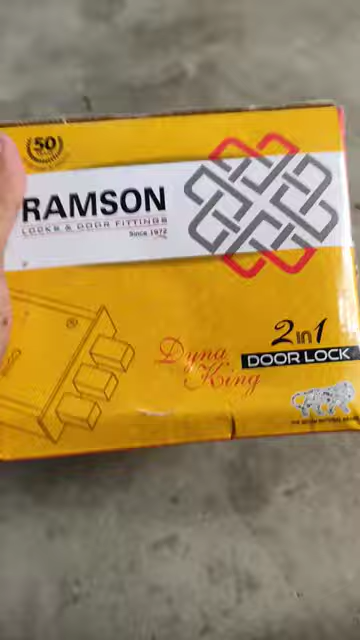 50
RAMSON
LOCKS & DOOR FITTINGS
Since 1972
Dyna
King
2in1
DOOR LOCK